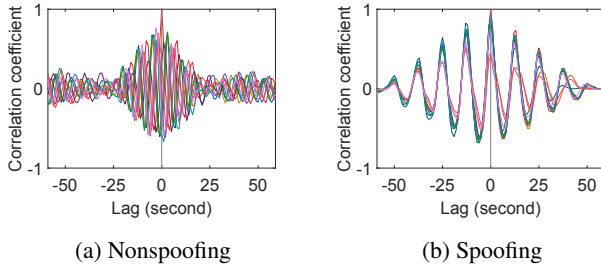 Correlation coefficient
1
0
-1
-50 -25 0 25 50
Lag (second)
(a) Nonspoofing
Correlation coefficient
1
0
-1
-50 -25 0 25 50
Lag (second)
(b) Spoofing